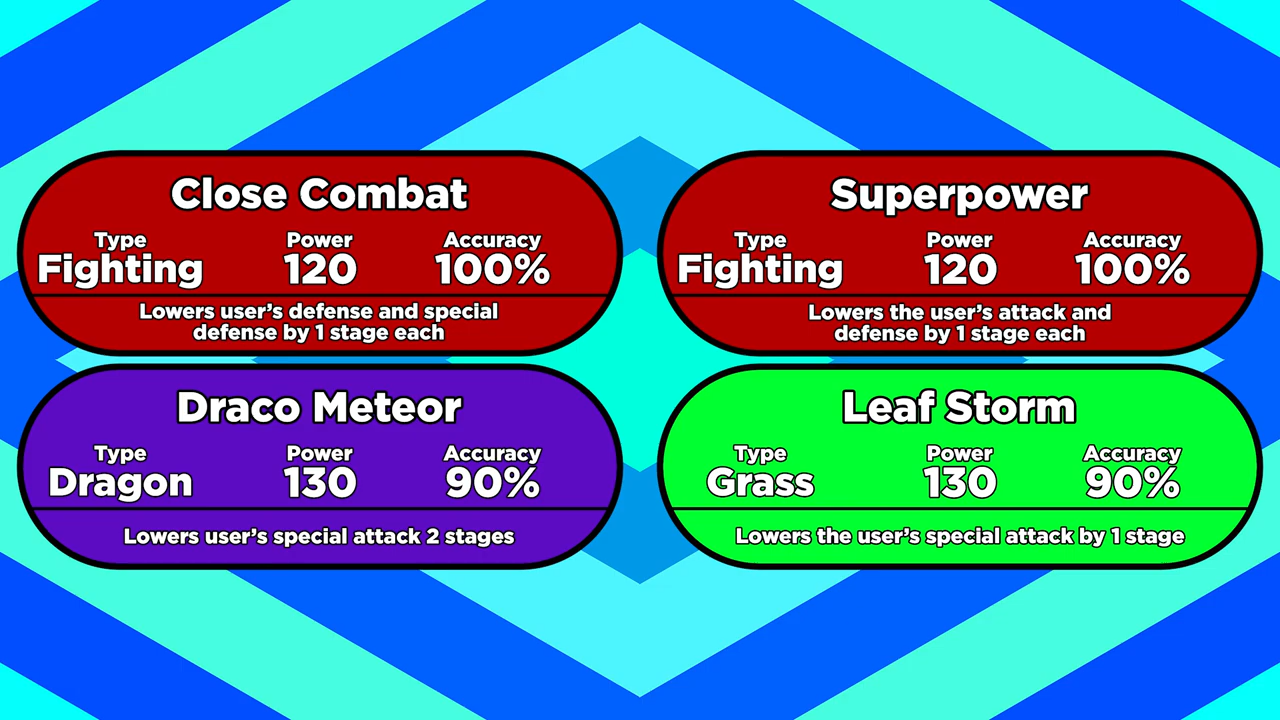 Close Combat
Type Power Accuracy
Fighting 120 100%
Lowers user's defense and special
defense by 1 stage each
Superpower
Type Power Accuracy
Fighting 120 100%
Lowers the user's attack and
defense by 1 stage each
Draco Meteor
Type Power Accuracy
Dragon 130 90%
Lowers user's special attack 2 stages
Leaf Storm
Type Power Accuracy
Grass 130 90%
Lowers the user's special attack by 1 stage